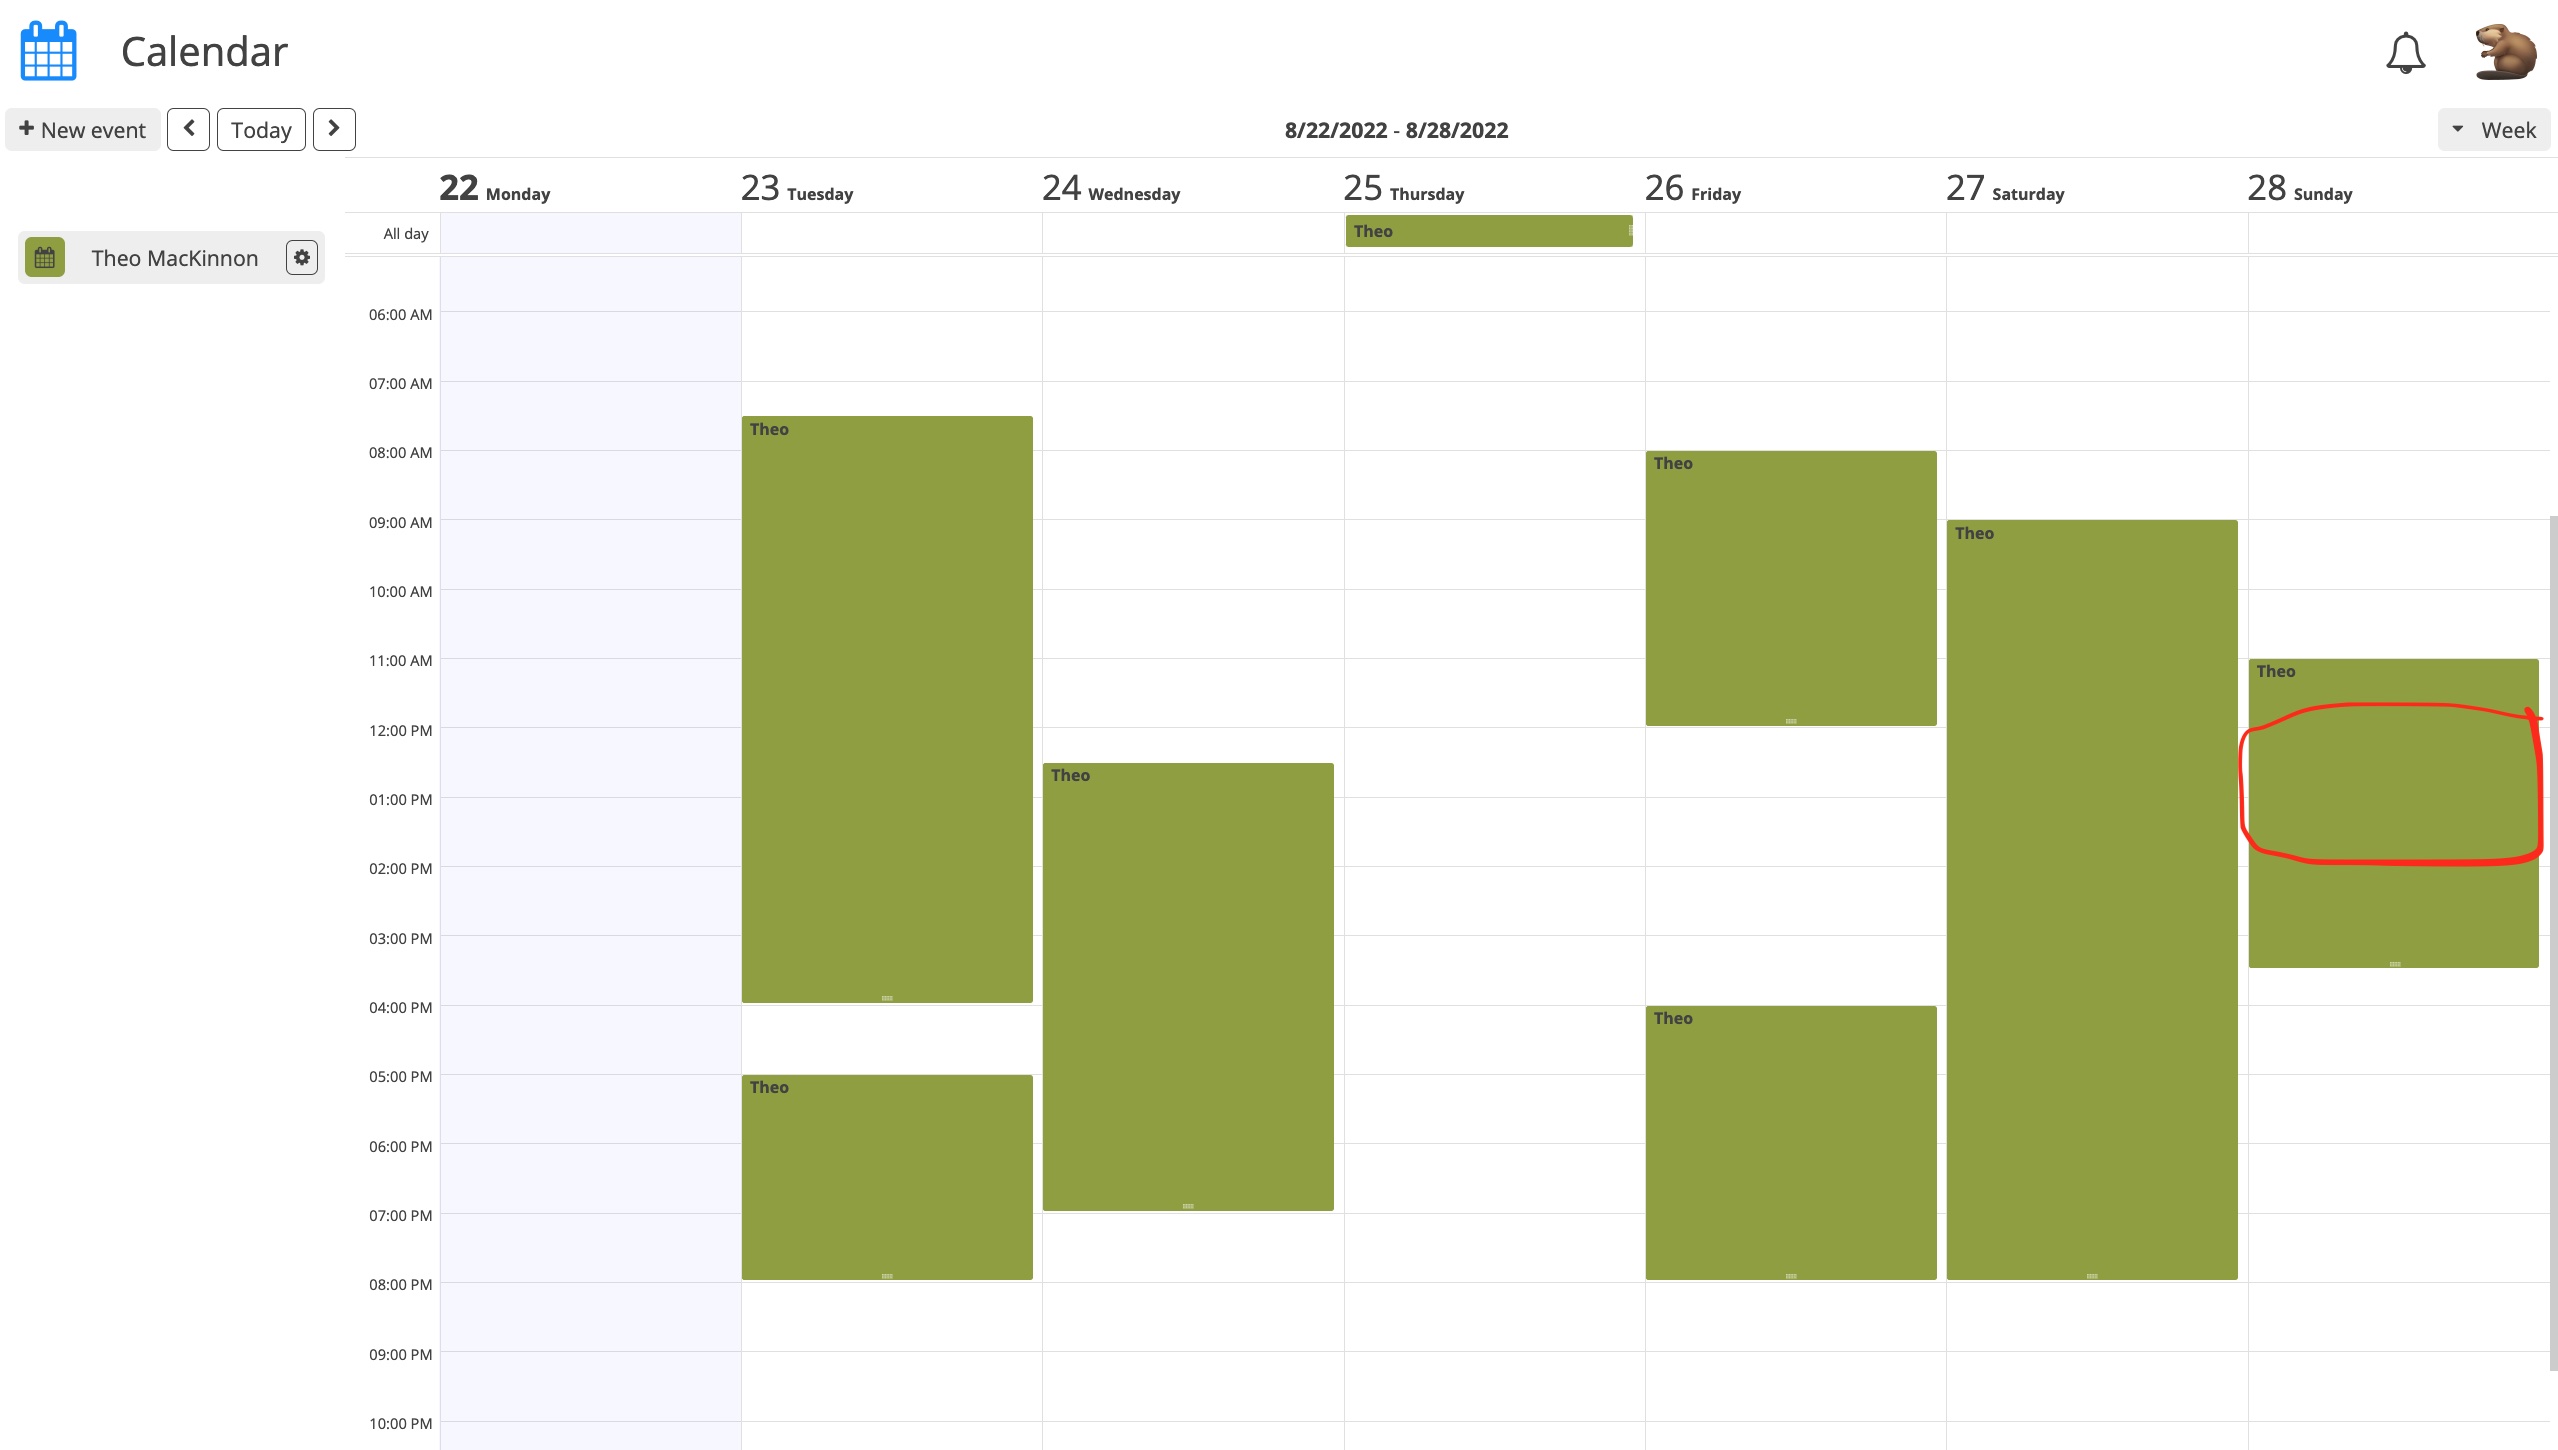 Calendar
New event
Today
8/22/2022 - 8/28/2022
Week
22 Monday
23 Tuesday
24 Wednesday
25 Thursday
26 Friday
27 Saturday
28 Sunday
All day
Theo
Theo MacKinnon
06:00 AM
07:00 AM
Theo
08:00 AM
Theo
09:00 AM
Theo
10:00 AM
11:00 AM
Theo
12:00 PM
Theo
01:00 PM
02:00 PM
03:00 PM
04:00 PM
Theo
05:00 PM
Theo
06:00 PM
07:00 PM
08:00 PM
09:00 PM
10:00 PM